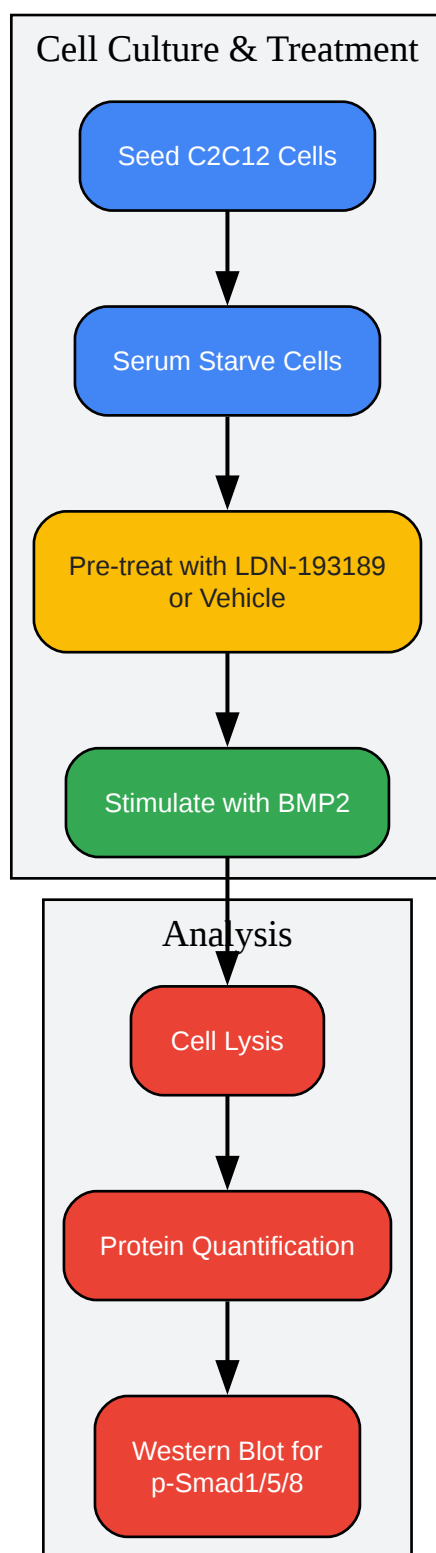 Cell Culture & Treatment
Seed C2C12 Cells
Serum Starve Cells
Pre-treat with LDN-193189
or Vehicle
Stimulate with BMP2
Analysis
Cell Lysis
Protein Quantification
Western Blot for
p-Smad1/5/8